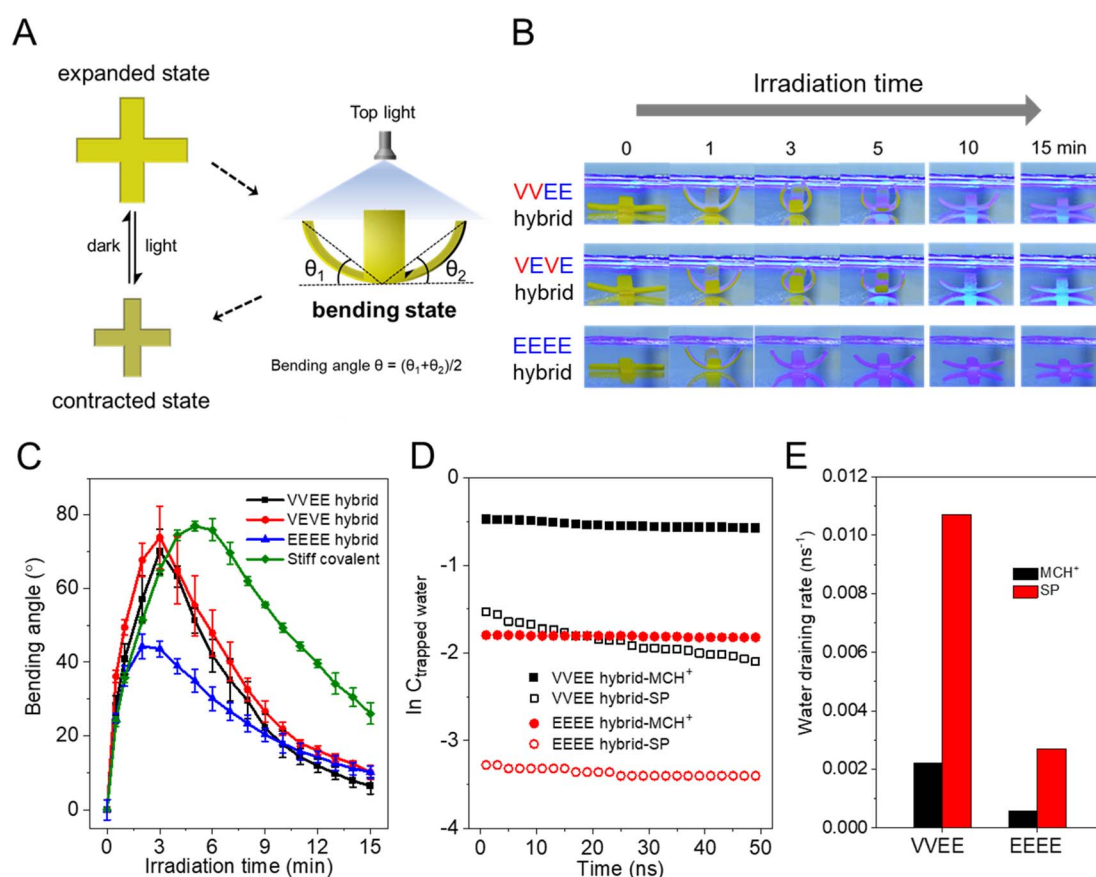 A
expanded state
dark
light
contracted state
Top light
θ1
θ2
bending state
Bending angle θ = (θ1+θ2)/2
B
Irradiation time
0
1
3
5
10
15 min
VVEE
hybrid
VEVE
hybrid
EEEE
hybrid
C
Bending angle (°)
80
60
40
20
0
VVEE hybrid
VEVE hybrid
EEEE hybrid
Stiff covalent
0
3
6
9
12
15
Irradiation time (min)
D
ln Ctrapped water
0
−1
−2
−3
−4
VVEE hybrid-MCH⁺
VVEE hybrid-SP
EEEE hybrid-MCH⁺
EEEE hybrid-SP
0
10
20
30
40
50
Time (ns)
E
Water draining rate (ns⁻¹)
0.012
0.010
0.008
0.006
0.004
0.002
0.000
MCH⁺
SP
VVEE
EEEE